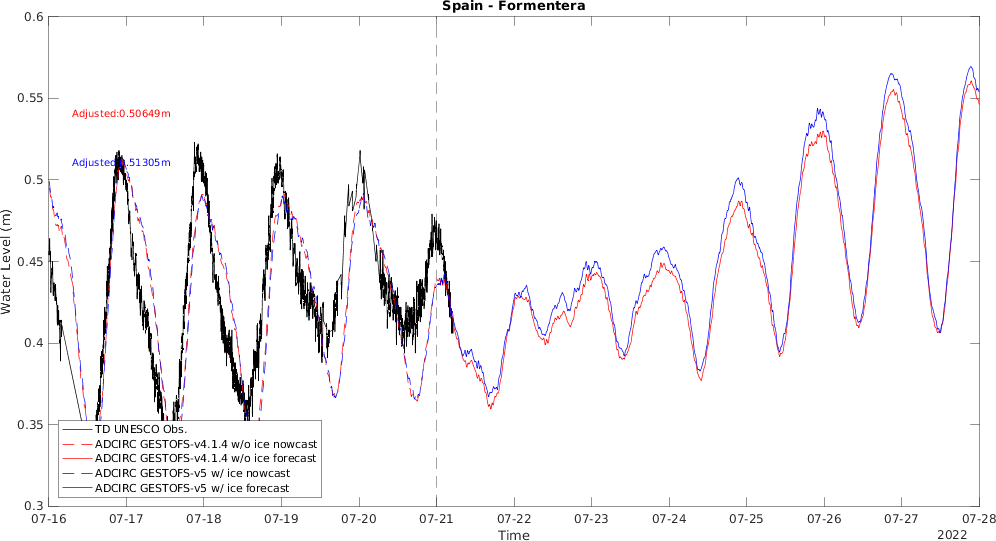 Spain - Formentera
0.6
0.55
0.5
0.45
0.4
0.35
0.3
Water Level (m)
Adjusted:0.50649m
Adjusted:0.51305m
TD UNESCO Obs.
ADCIRC GESTOFS-v4.1.4 w/o ice nowcast
ADCIRC GESTOFS-v4.1.4 w/o ice forecast
ADCIRC GESTOFS-v5 w/ ice nowcast
ADCIRC GESTOFS-v5 w/ ice forecast
07-16 07-17 07-18 07-19 07-20 07-21 07-22 07-23 07-24 07-25 07-26 07-27 07-28
Time
2022